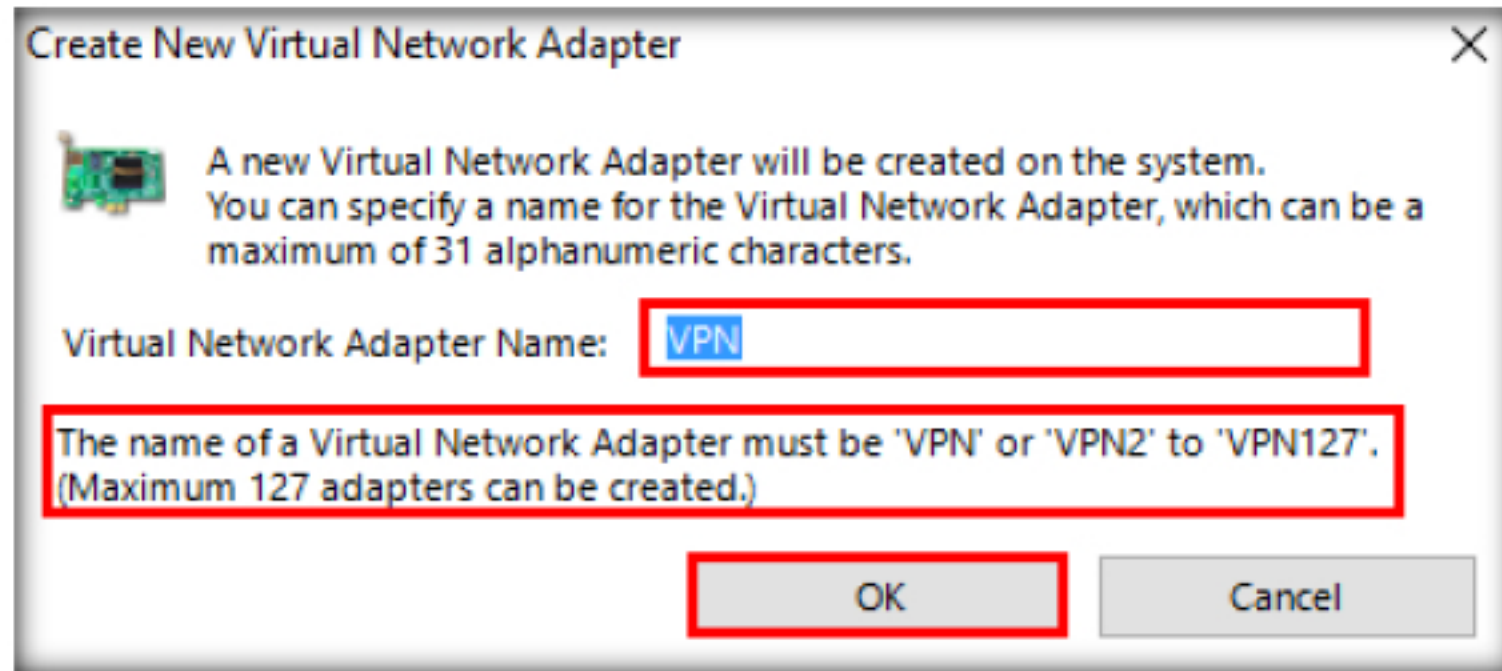 Create New Virtual Network Adapter
A new Virtual Network Adapter will be created on the system.
You can specify a name for the Virtual Network Adapter, which can be a
maximum of 31 alphanumeric characters.
Virtual Network Adapter Name: VPN
The name of a Virtual Network Adapter must be 'VPN' or 'VPN2' to 'VPN127'.
(Maximum 127 adapters can be created.)
OK Cancel